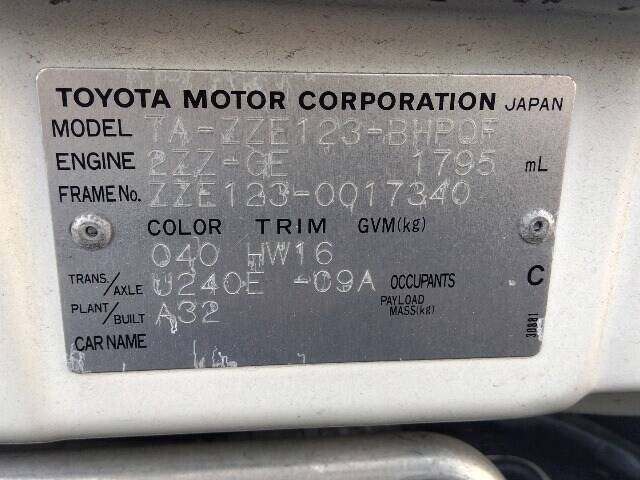 TOYOTA MOTOR CORPORATION JAPAN
MODEL TA-ZZE123-BHPQF
ENGINE 2ZZ-GE 1795 mL
FRAME No. ZZE123-0017340
COLOR TRIM GVM(kg)
040 HW16
TRANS./AXLE U240E -09A OCCUPANTS C
PAYLOAD MASS(kg)
PLANT/BUILT A32
CAR NAME
30881